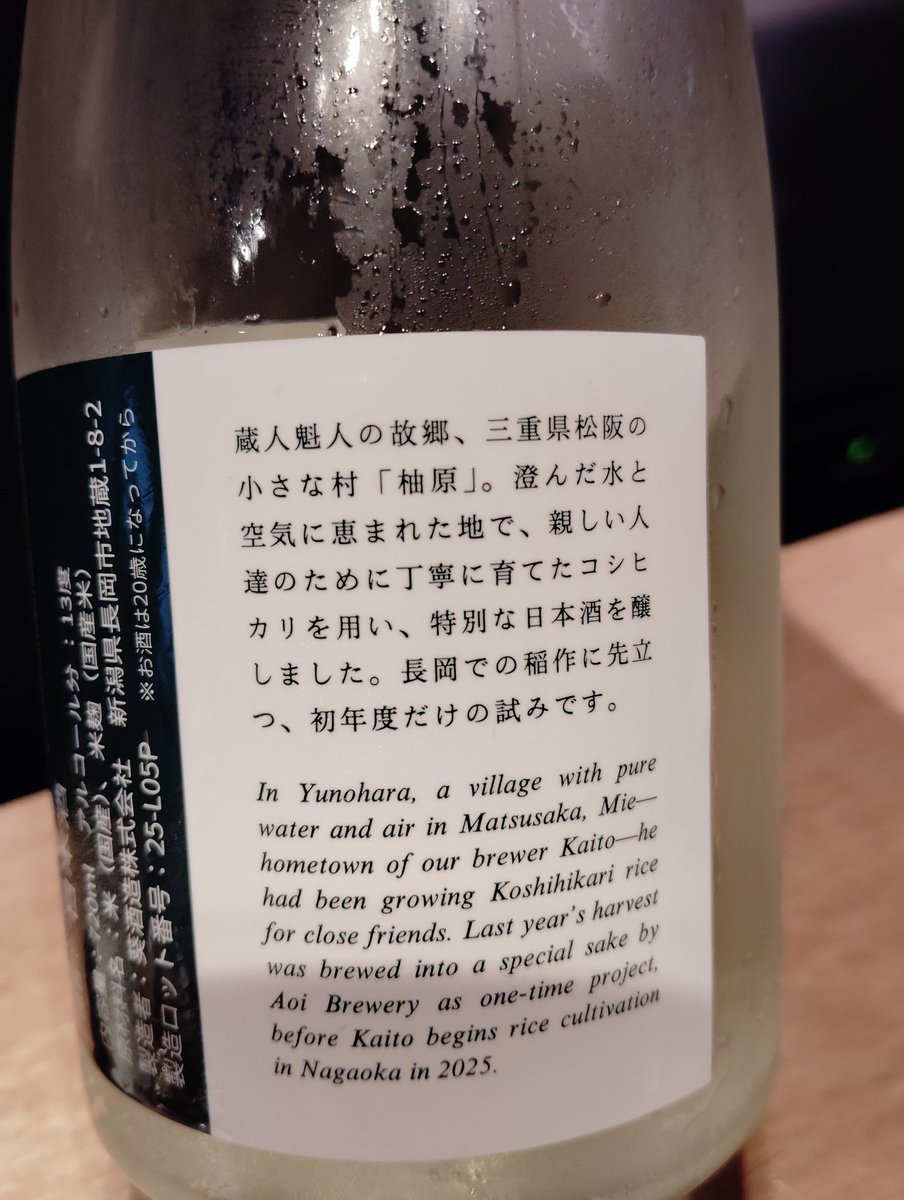 蔵人魁人の故郷、三重県松阪の
小さな村「柚原」。澄んだ水と
空気に恵まれた地で、親しい人
達のために丁寧に育てたコシヒ
カリを用い、特別な日本酒を醸
しました。長岡での稲作に先立
つ、初年度だけの試みです。
In Yunohara, a village with pure
water and air in Matsusaka, Mie—
hometown of our brewer Kaito—he
had been growing Koshihikari rice
for close friends. Last year's harvest
was brewed into a special sake by
Aoi Brewery as one-time project,
before Kaito begins rice cultivation
in Nagaoka in 2025.
720ml アルコール分：13度
原材料名：米（国産）、米麹（国産米）
製造者：葵酒造株式会社 新潟県長岡市地蔵1-8-2
製造ロット番号：25-L05P ※お酒は20歳になってから